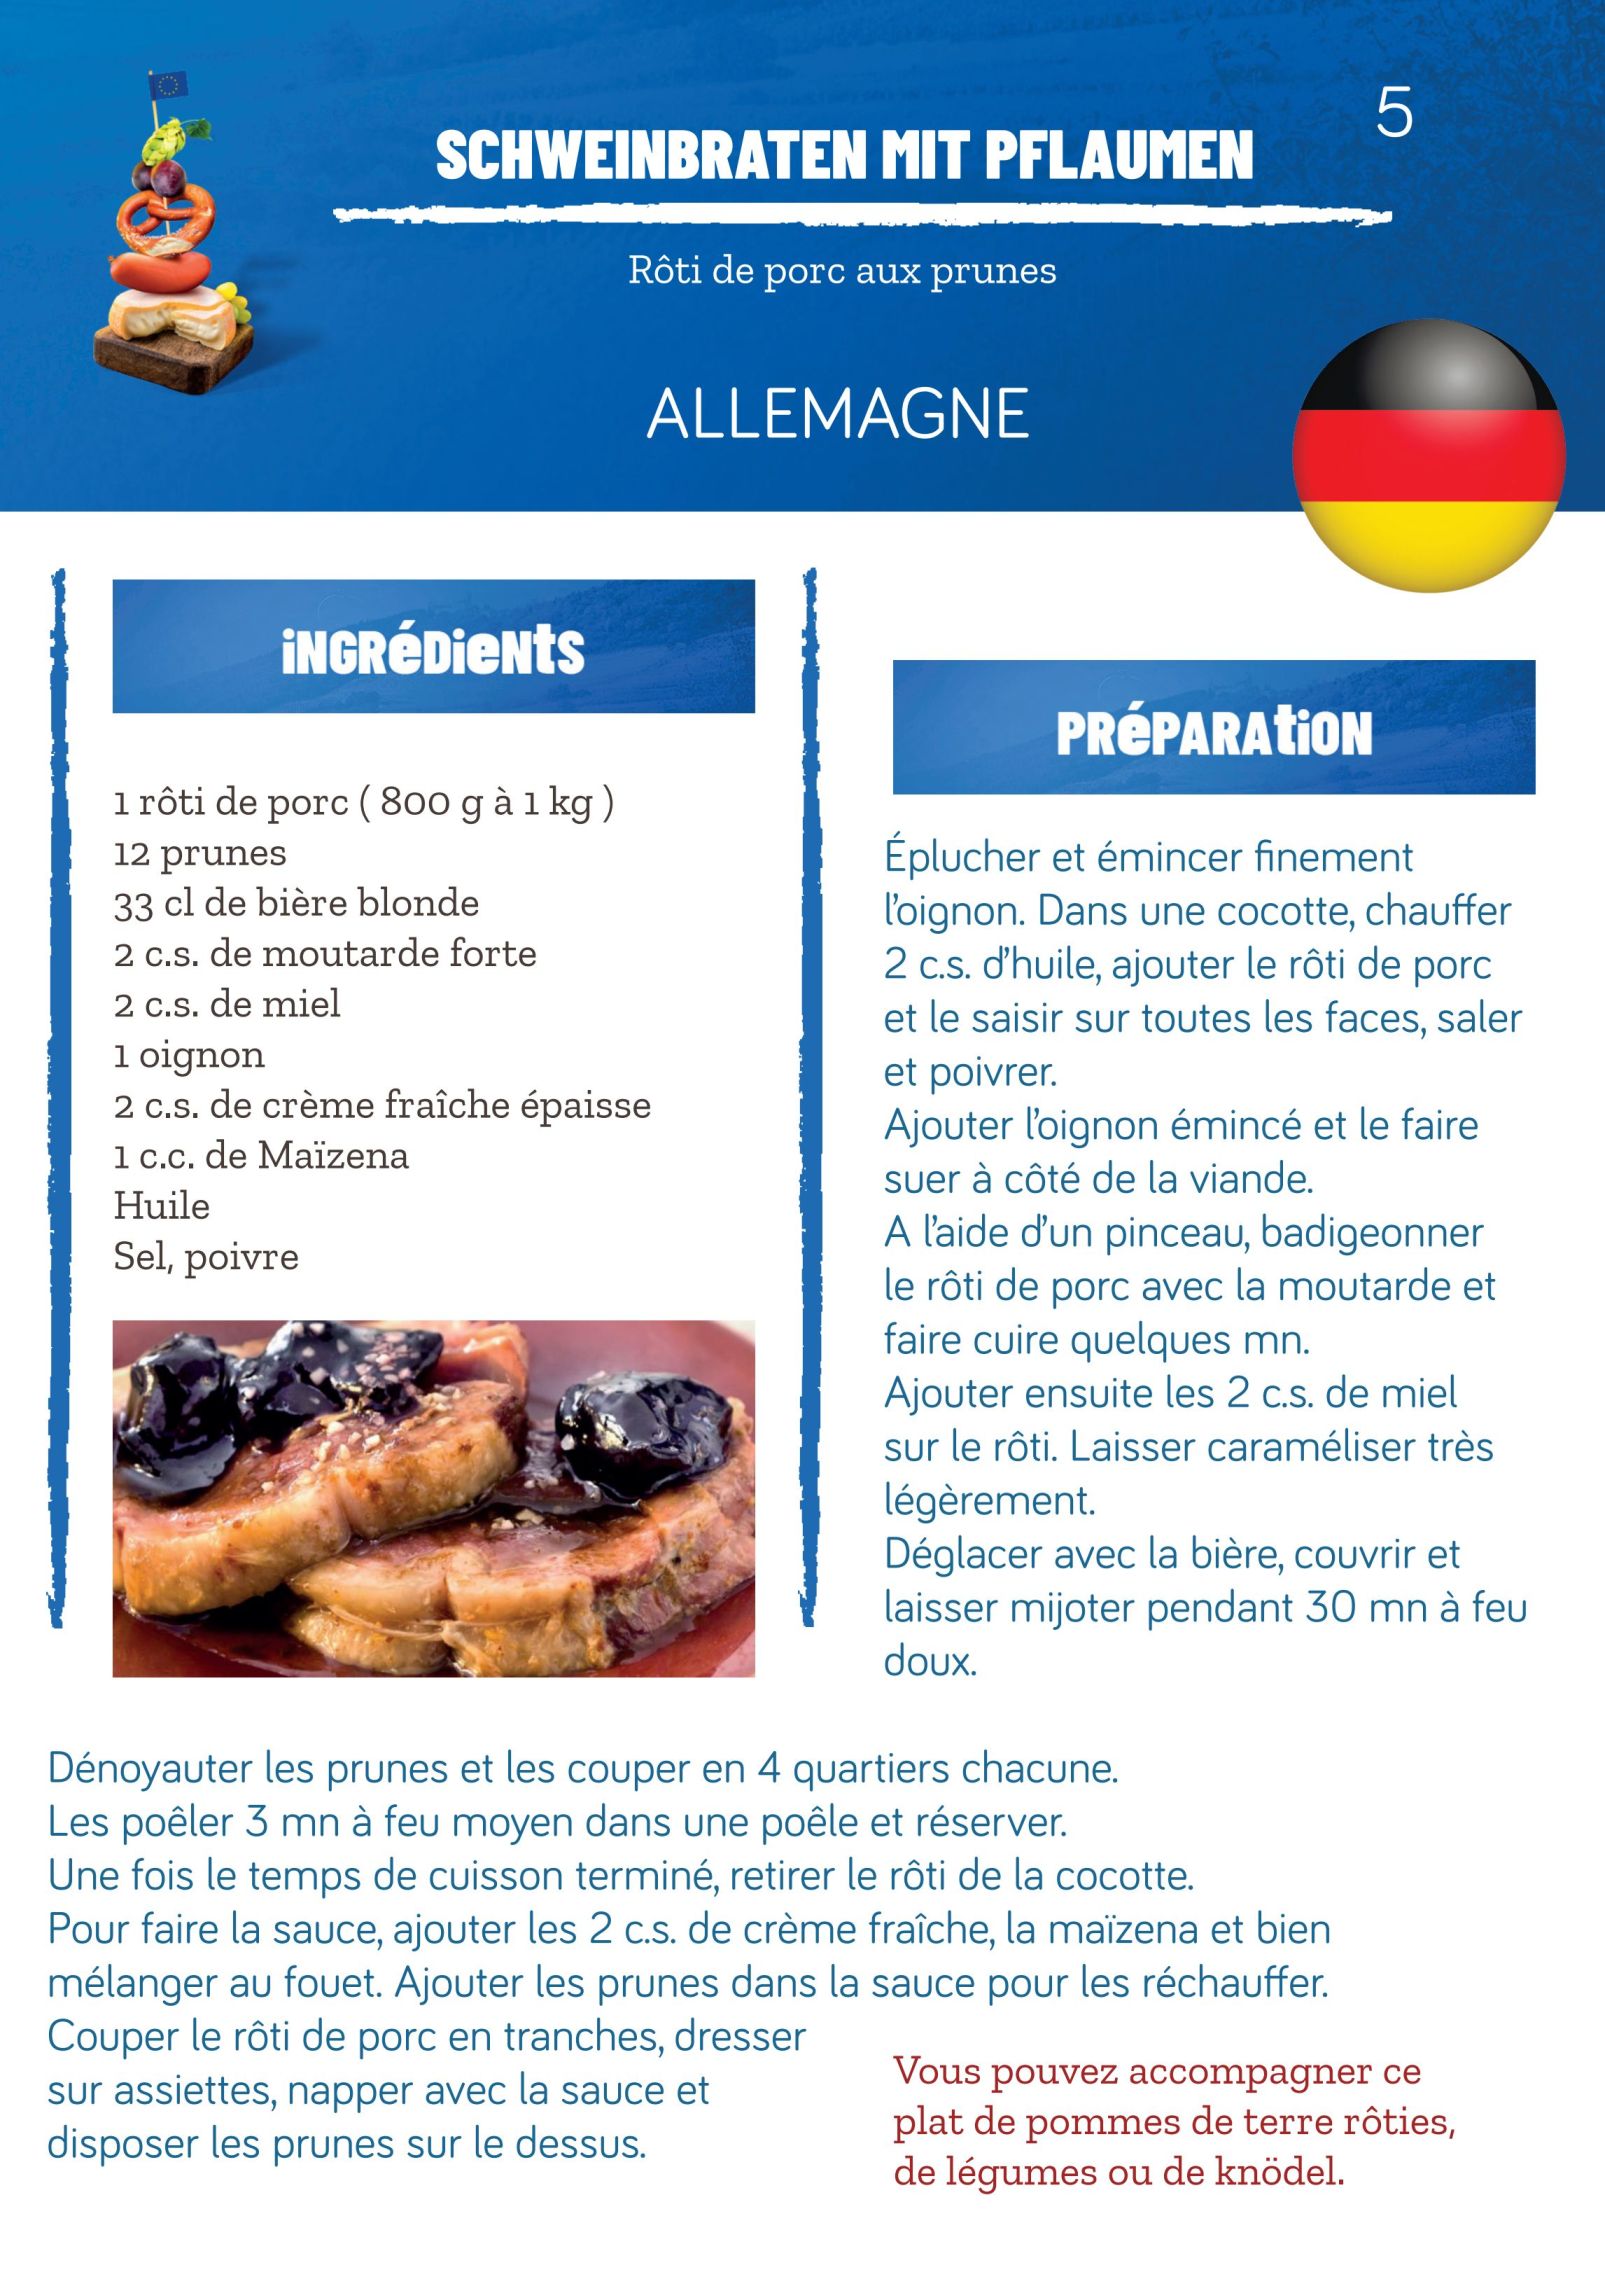 5
SCHWEINBRATEN MIT PFLAUMEN
Rôti de porc aux prunes
ALLEMAGNE
iNGRéDieNtS
1 rôti de porc ( 800 g à 1 kg )
12 prunes
33 cl de bière blonde
2 c.s. de moutarde forte
2 c.s. de miel
1 oignon
2 c.s. de crème fraîche épaisse
1 c.c. de Maïzena
Huile
Sel, poivre
PRéPARAtiON
Éplucher et émincer finement
l’oignon. Dans une cocotte, chauffer
2 c.s. d’huile, ajouter le rôti de porc
et le saisir sur toutes les faces, saler
et poivrer.
Ajouter l’oignon émincé et le faire
suer à côté de la viande.
A l’aide d’un pinceau, badigeonner
le rôti de porc avec la moutarde et
faire cuire quelques mn.
Ajouter ensuite les 2 c.s. de miel
sur le rôti. Laisser caraméliser très
légèrement.
Déglacer avec la bière, couvrir et
laisser mijoter pendant 30 mn à feu
doux.
Dénoyauter les prunes et les couper en 4 quartiers chacune.
Les poêler 3 mn à feu moyen dans une poêle et réserver.
Une fois le temps de cuisson terminé, retirer le rôti de la cocotte.
Pour faire la sauce, ajouter les 2 c.s. de crème fraîche, la maïzena et bien
mélanger au fouet. Ajouter les prunes dans la sauce pour les réchauffer.
Couper le rôti de porc en tranches, dresser
sur assiettes, napper avec la sauce et
disposer les prunes sur le dessus.
Vous pouvez accompagner ce
plat de pommes de terre rôties,
de légumes ou de knödel.